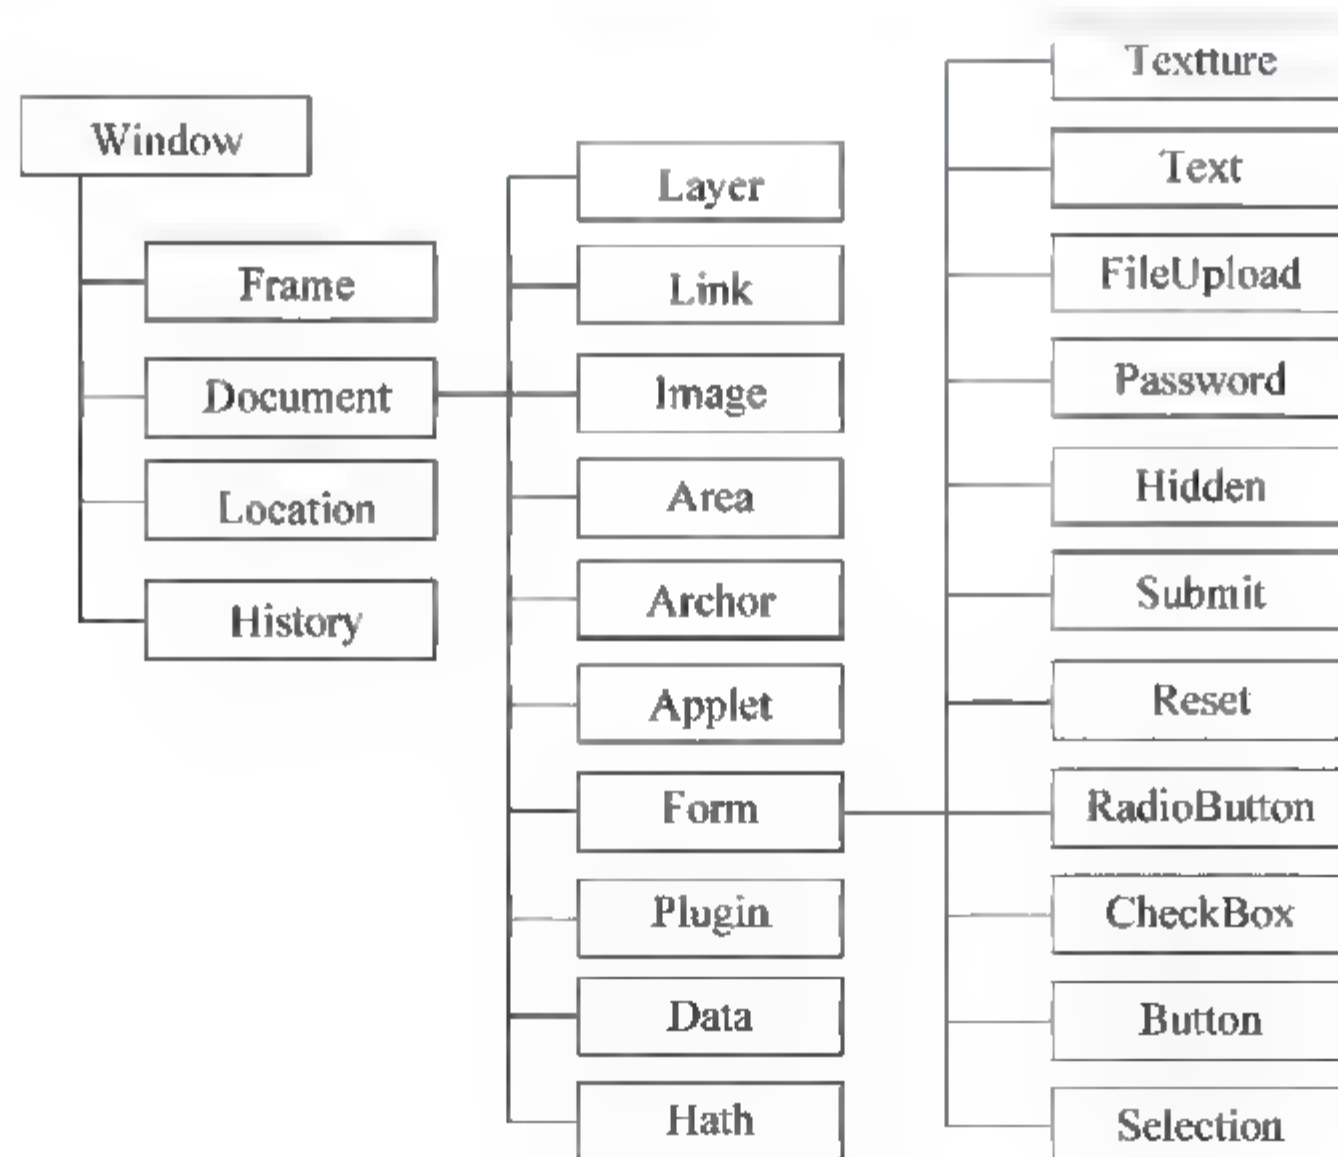 Window
Frame
Document
Location
History
Layer
Link
Image
Area
Archor
Applet
Form
Plugin
Data
Hath
Textture
Text
FileUpload
Password
Hidden
Submit
Reset
RadioButton
CheckBox
Button
Selection